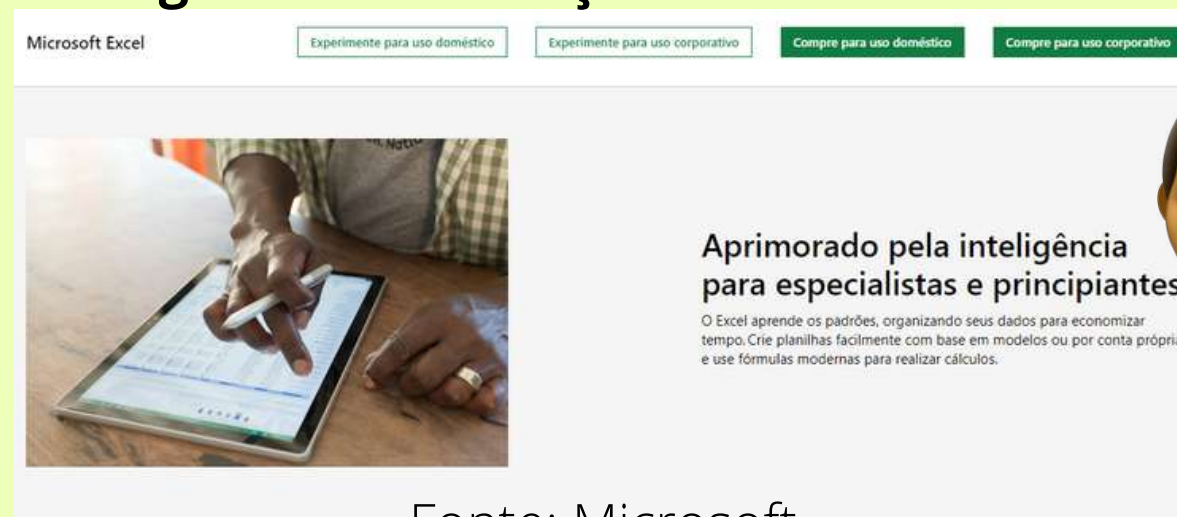 Microsoft Excel
Experimente para uso doméstico
Experimente para uso corporativo
Compre para uso doméstico
Compre para uso corporativo
Aprimorado pela inteligência
para especialistas e principiantes
O Excel aprende os padrões, organizando seus dados para economizar
tempo. Crie planilhas facilmente com base em modelos ou por conta própria
e use fórmulas modernas para realizar cálculos.
Fonte: Microsoft